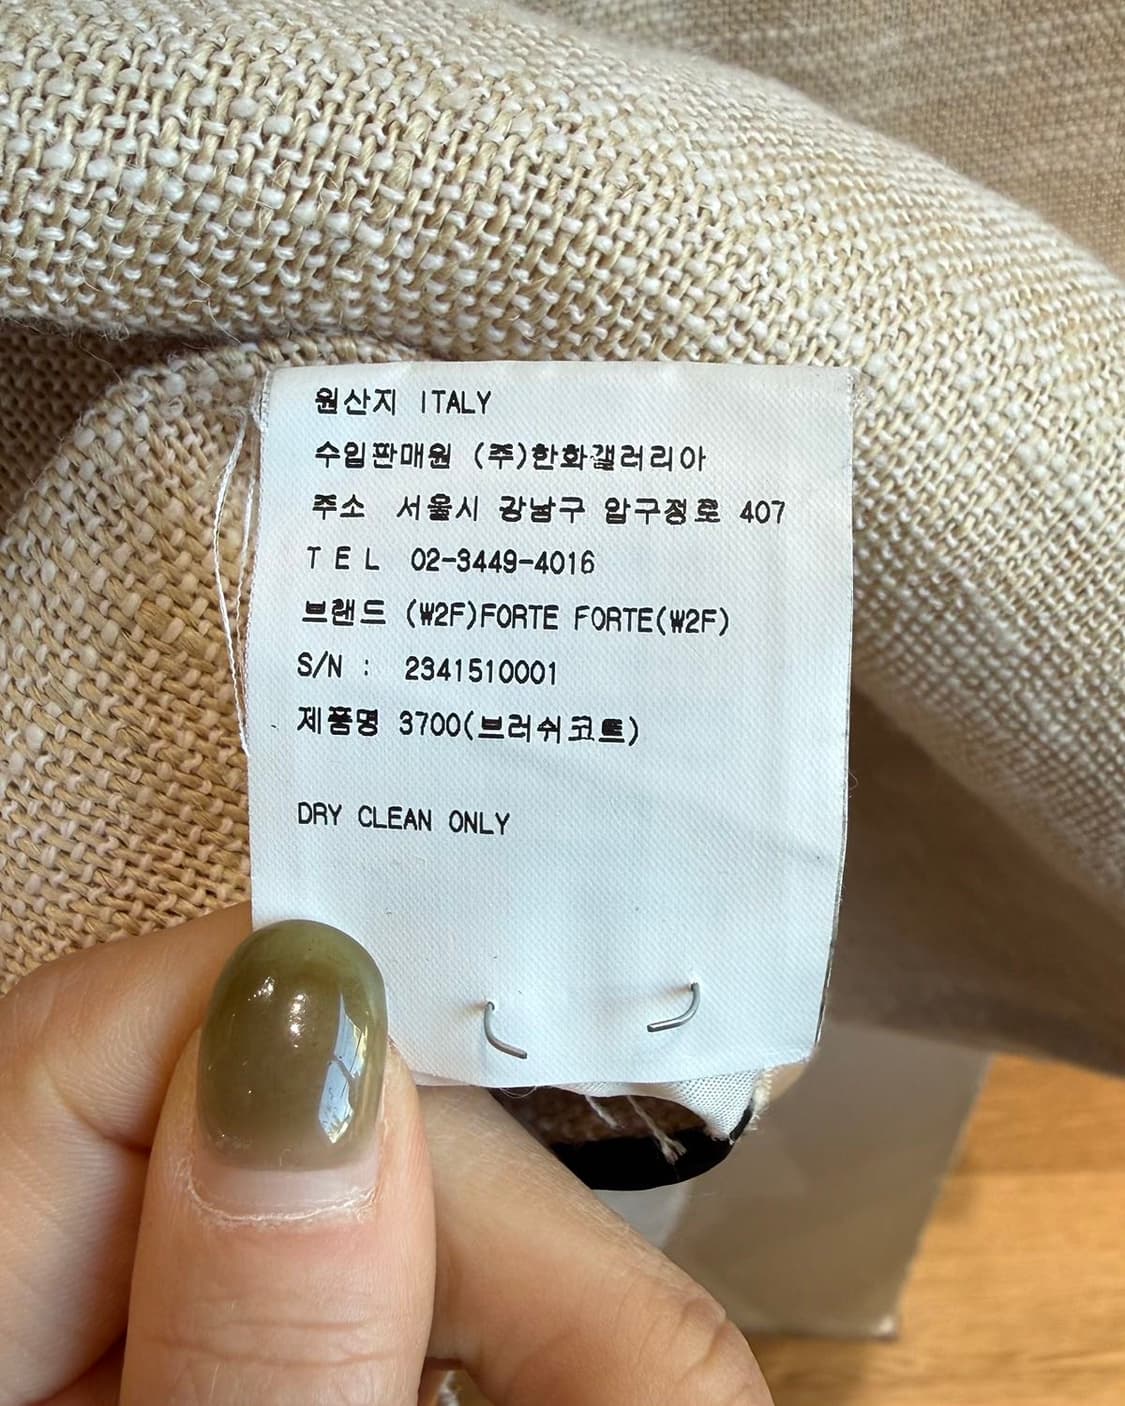 원산지 ITALY
수입판매원 (주)한화갤러리아
주소 서울시 강남구 압구정로 407
TEL 02-3449-4016
브랜드 (W2F)FORTE FORTE(W2F)
S/N : 2341510001
제품명 3700(브러쉬코트)
DRY CLEAN ONLY